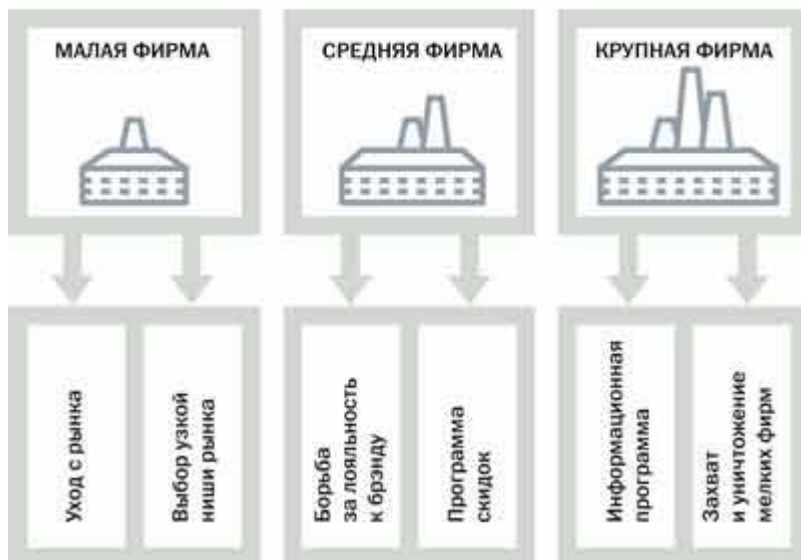 МАЛАЯ ФИРМА
СРЕДНЯЯ ФИРМА
КРУПНАЯ ФИРМА
Уход с рынка
Выбор узкой
ниши рынка
Борьба
за лояльность
к брэнду
Программа
скидок
Информационная
программа
Захват
и уничтожение
мелких фирм